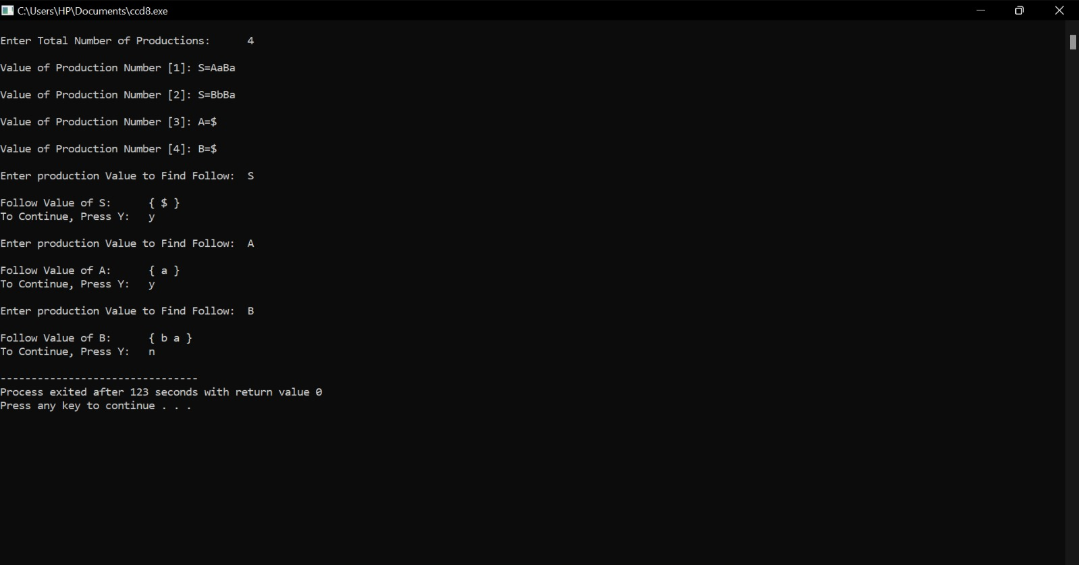 C:\Users\HP\Documents\ccd8.exe
Enter Total Number of Productions: 4
Value of Production Number [1]: S=AaBa
Value of Production Number [2]: S=BbBa
Value of Production Number [3]: A=$
Value of Production Number [4]: B=$
Enter production Value to Find Follow: S
Follow Value of S: { $ }
To Continue, Press Y: y
Enter production Value to Find Follow: A
Follow Value of A: { a }
To Continue, Press Y: y
Enter production Value to Find Follow: B
Follow Value of B: { b a }
To Continue, Press Y: n
--------------------------------
Process exited after 123 seconds with return value 0
Press any key to continue . . .